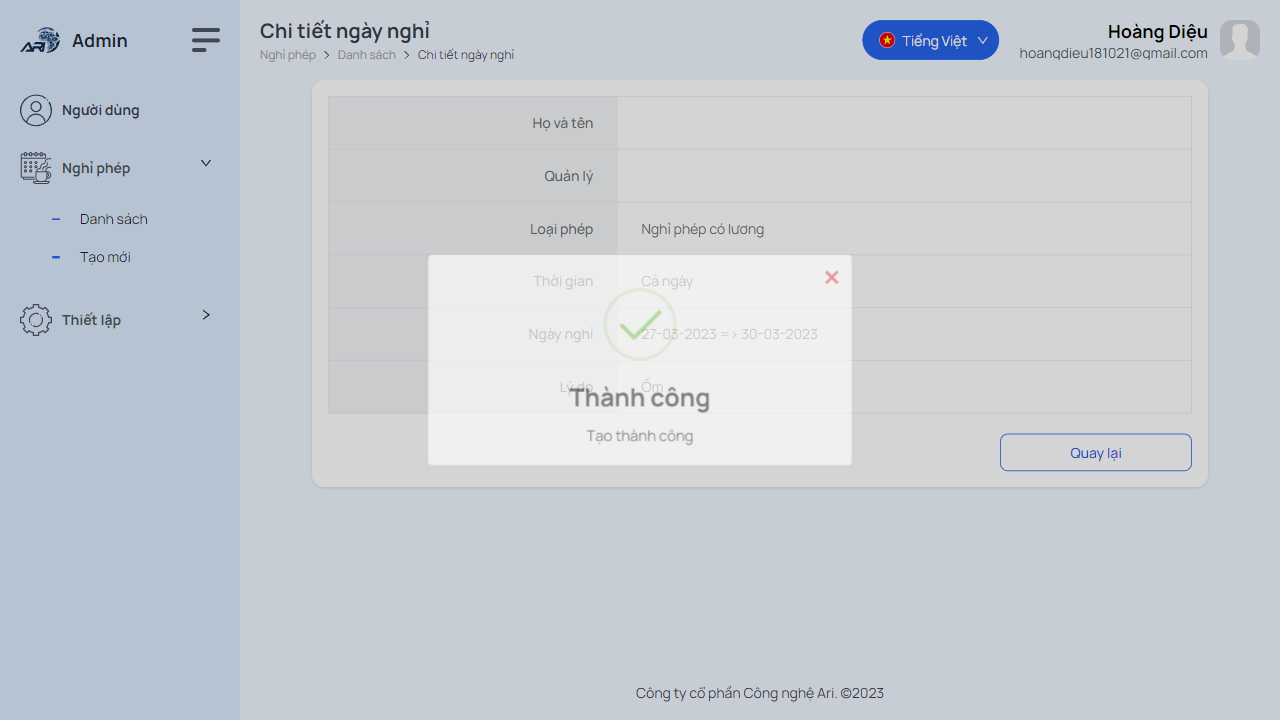 ARI
Admin
Người dùng
Nghỉ phép
Danh sách
Tạo mới
Thiết lập
Chi tiết ngày nghỉ
Nghỉ phép > Danh sách > Chi tiết ngày nghỉ
Tiếng Việt
Hoàng Diệu
hoangdieu181021@gmail.com
Họ và tên
Quản lý
Loại phép Nghỉ phép có lương
Thời gian Cả ngày
Ngày nghỉ 27-03-2023 => 30-03-2023
Lý do Ốm
Thành công
Tạo thành công
Quay lại
Công ty cổ phần Công nghệ Ari. ©2023